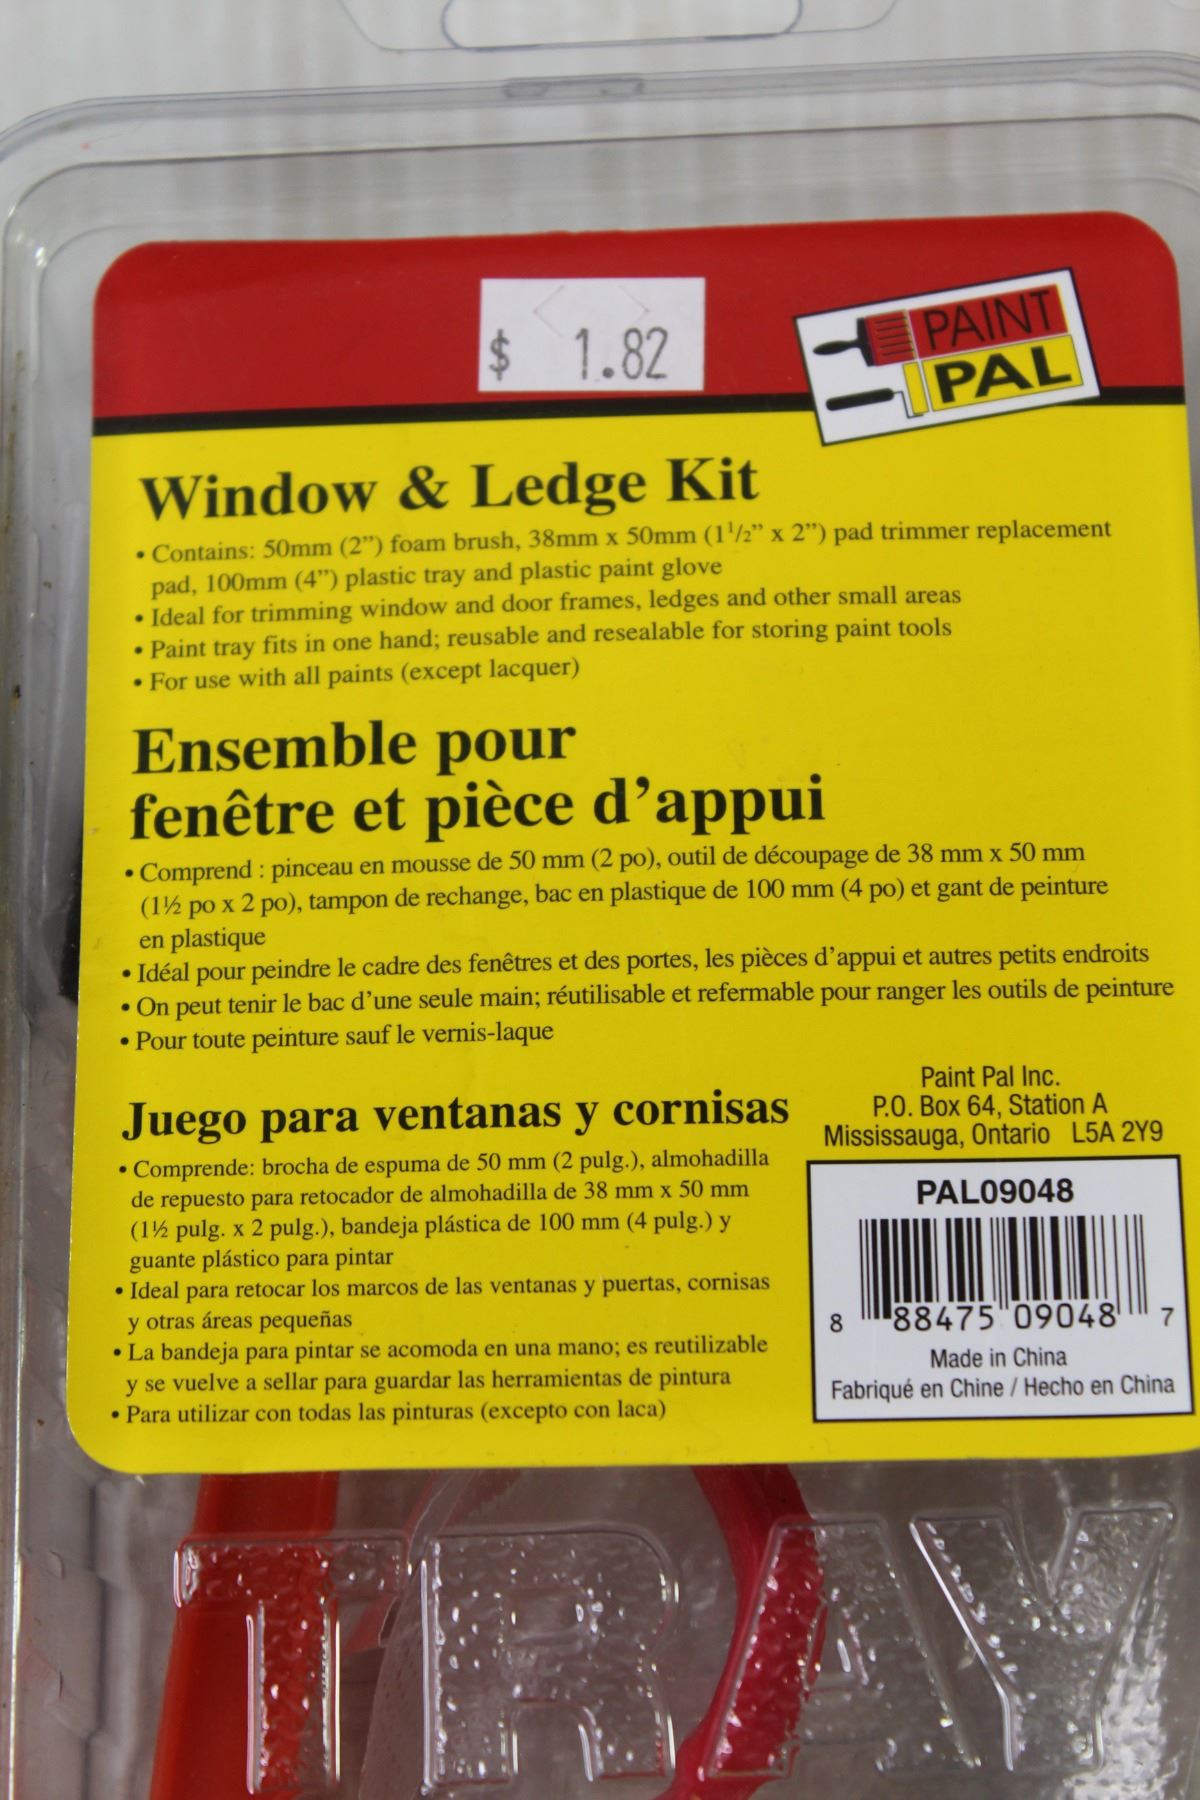 $ 1.82
PAINT
PAL
Window & Ledge Kit
• Contains: 50mm (2”) foam brush, 38mm x 50mm (1¹/2” x 2”) pad trimmer replacement
pad, 100mm (4”) plastic tray and plastic paint glove
• Ideal for trimming window and door frames, ledges and other small areas
• Paint tray fits in one hand; reusable and resealable for storing paint tools
• For use with all paints (except lacquer)
Ensemble pour
fenêtre et pièce d’appui
• Comprend : pinceau en mousse de 50 mm (2 po), outil de découpage de 38 mm x 50 mm
(1½ po x 2 po), tampon de rechange, bac en plastique de 100 mm (4 po) et gant de peinture
en plastique
• Idéal pour peindre le cadre des fenêtres et des portes, les pièces d’appui et autres petits endroits
• On peut tenir le bac d’une seule main; réutilisable et refermable pour ranger les outils de peinture
• Pour toute peinture sauf le vernis-laque
Juego para ventanas y cornisas
• Comprende: brocha de espuma de 50 mm (2 pulg.), almohadilla
de repuesto para retocador de almohadilla de 38 mm x 50 mm
(1½ pulg. x 2 pulg.), bandeja plástica de 100 mm (4 pulg.) y
guante plástico para pintar
• Ideal para retocar los marcos de las ventanas y puertas, cornisas
y otras áreas pequeñas
• La bandeja para pintar se acomoda en una mano; es reutilizable
y se vuelve a sellar para guardar las herramientas de pintura
• Para utilizar con todas las pinturas (excepto con laca)
Paint Pal Inc.
P.O. Box 64, Station A
Mississauga, Ontario L5A 2Y9
PAL09048
8 88475 09048 7
Made in China
Fabriqué en Chine / Hecho en China
TRAY